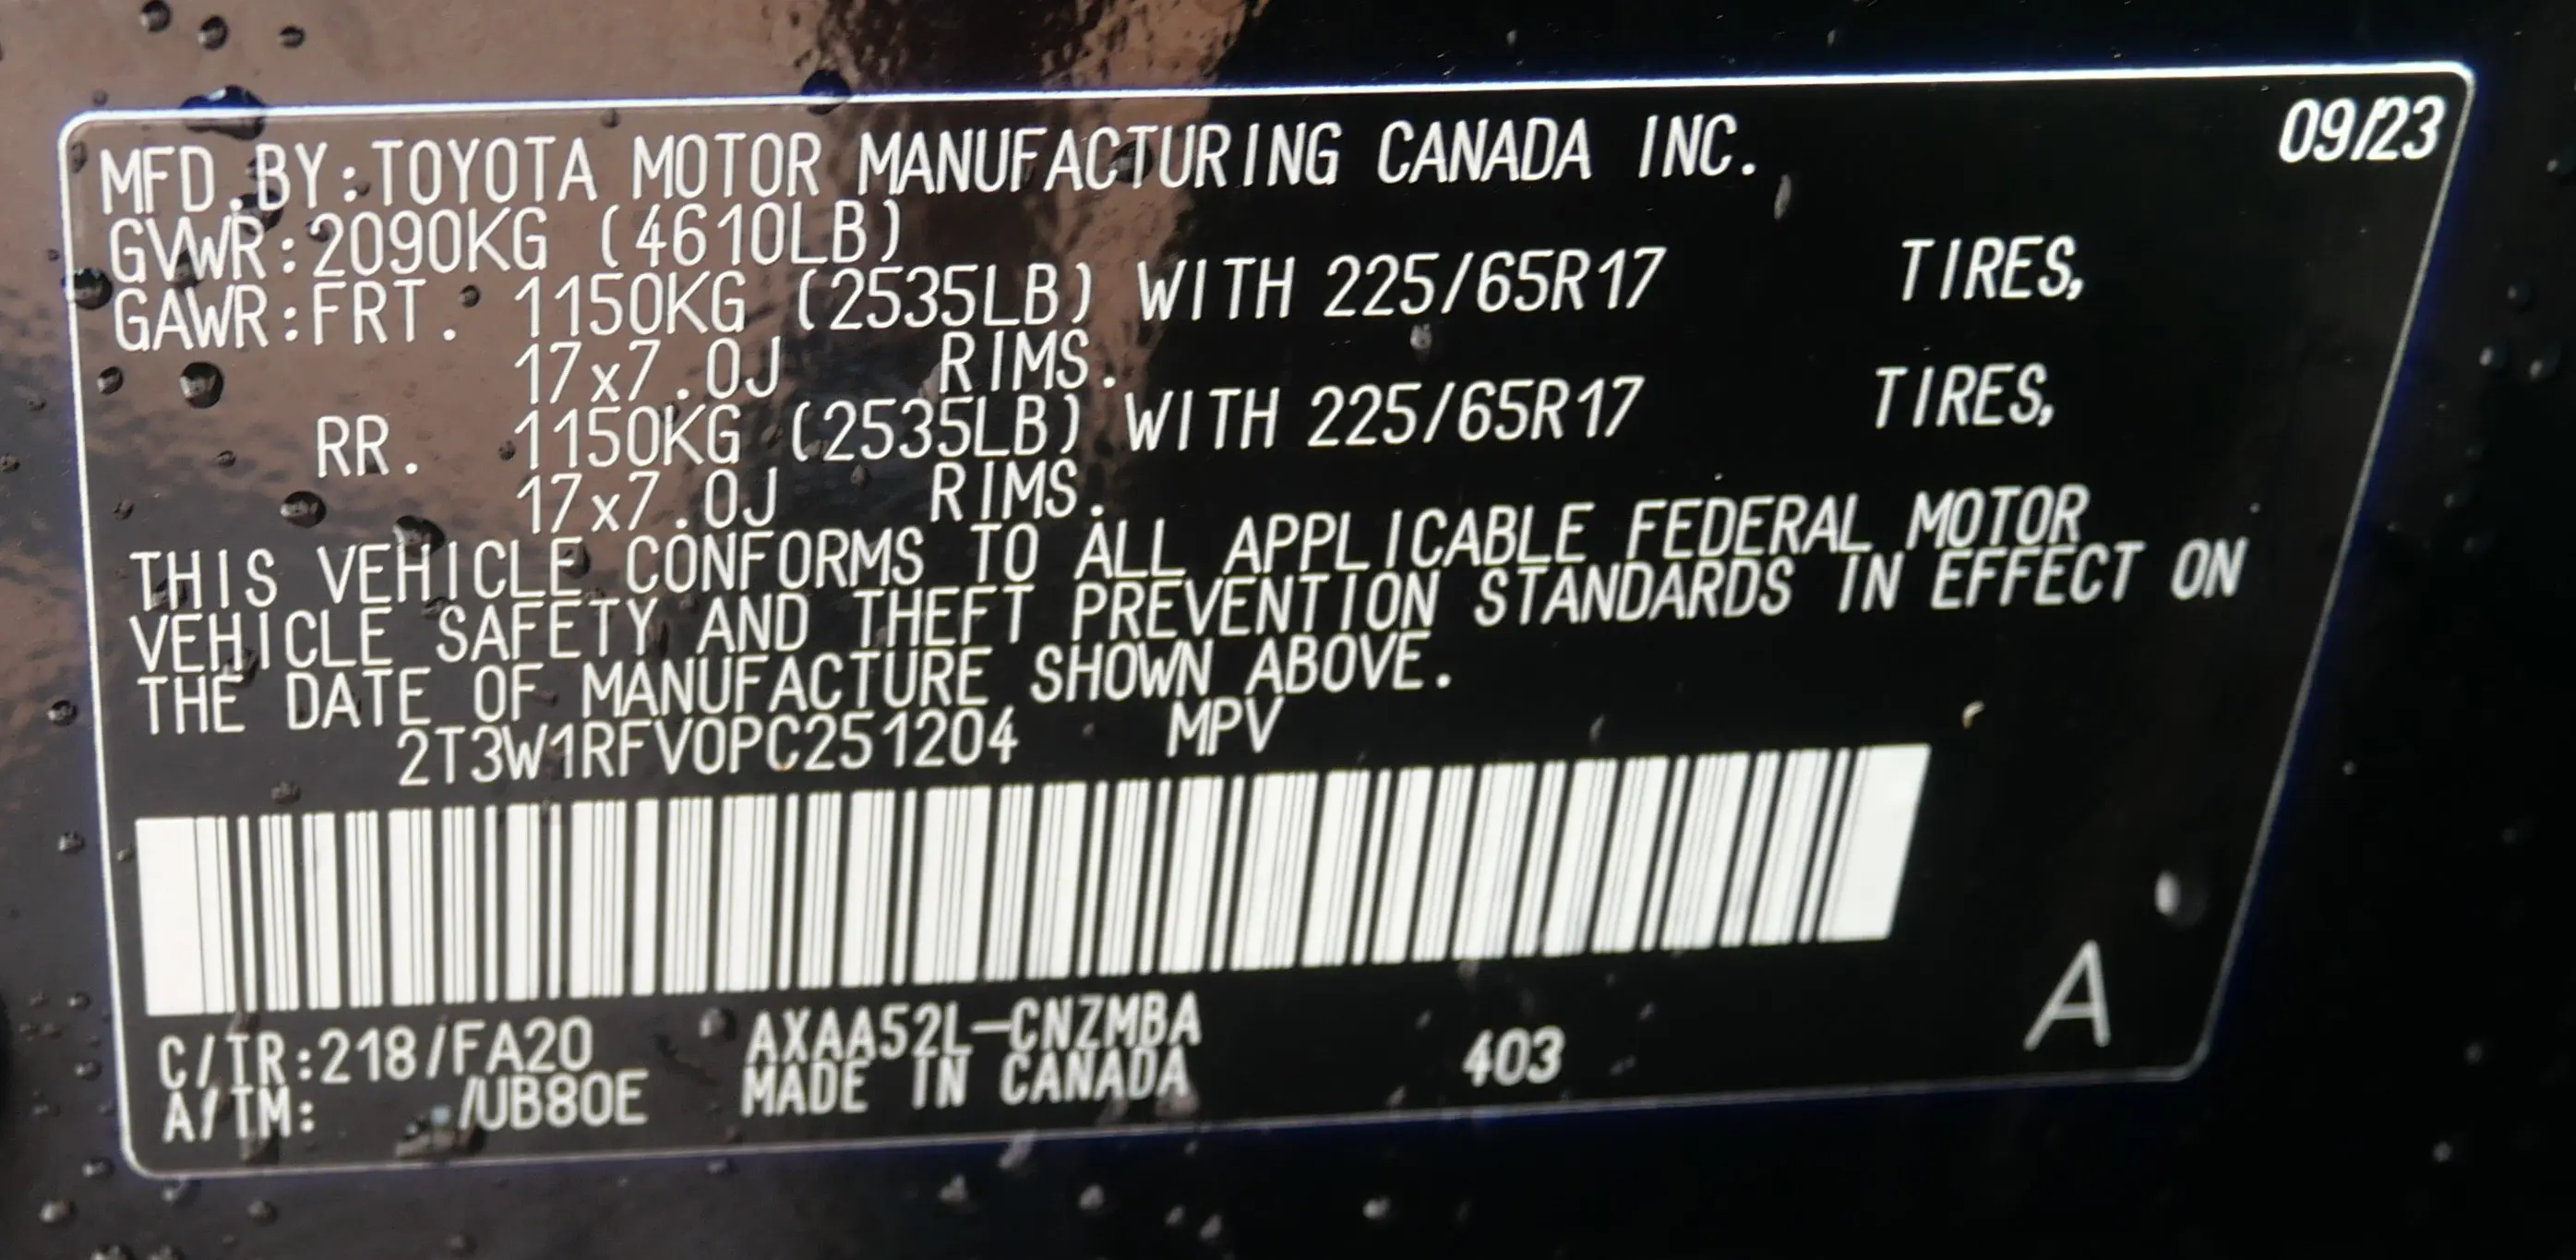 09/23
MFD.BY:TOYOTA MOTOR MANUFACTURING CANADA INC.
GVWR:2090KG (4610LB)
GAWR:FRT. 1150KG (2535LB) WITH 225/65R17 TIRES,
17x7.0J RIMS.
RR. 1150KG (2535LB) WITH 225/65R17 TIRES,
17x7.0J RIMS.
THIS VEHICLE CONFORMS TO ALL APPLICABLE FEDERAL MOTOR
VEHICLE SAFETY AND THEFT PREVENTION STANDARDS IN EFFECT ON
THE DATE OF MANUFACTURE SHOWN ABOVE.
2T3W1RFV0PC251204 MPV
C/TR:218/FA20 AXAA52L-CNZMBA 403 A
A/TM: /UB80E MADE IN CANADA